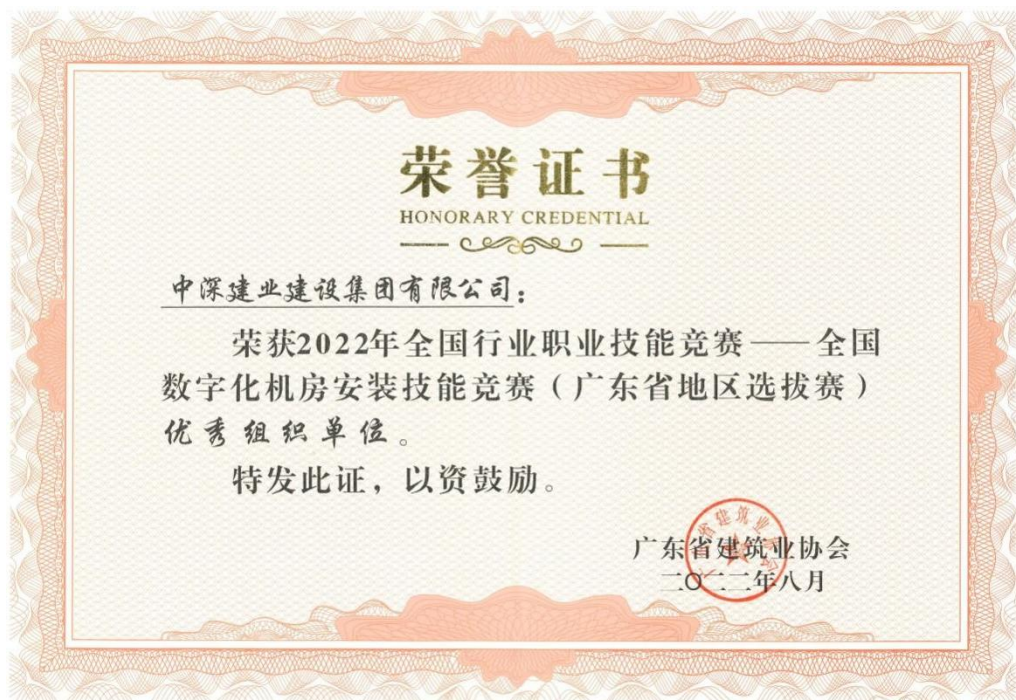 荣誉证书
HONORARY CREDENTIAL
中深建业建设集团有限公司：
荣获2022年全国行业职业技能竞赛——全国
数字化机房安装技能竞赛（广东省地区选拔赛）
优秀组织单位。
特发此证，以资鼓励。
广东省建筑业协会
二〇二二年八月